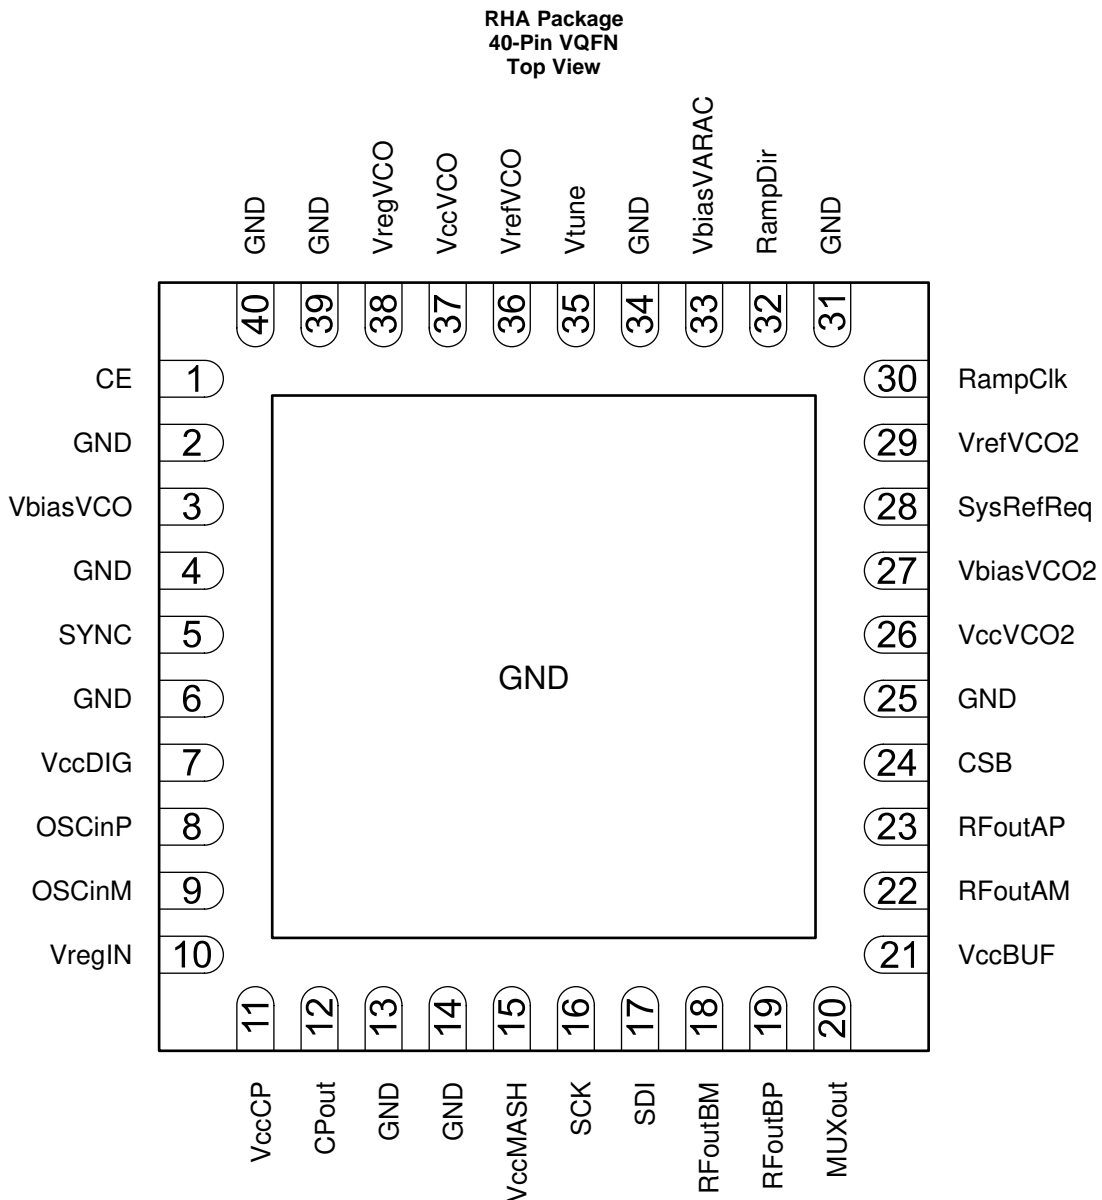 RHA Package
40-Pin VQFN
Top View
GND
GND
VregVCO
VccVCO
VrefVCO
Vtune
GND
VbiasVARAC
RampDir
GND
40
39
38
37
36
35
34
33
32
31
CE 1
GND 2
VbiasVCO 3
GND 4
SYNC 5
GND 6
VccDIG 7
OSCinP 8
OSCinM 9
VregIN 10
GND
30 RampClk
29 VrefVCO2
28 SysRefReq
27 VbiasVCO2
26 VccVCO2
25 GND
24 CSB
23 RFoutAP
22 RFoutAM
21 VccBUF
11
12
13
14
15
16
17
18
19
20
VccCP
CPout
GND
GND
VccMASH
SCK
SDI
RFoutBM
RFoutBP
MUXout